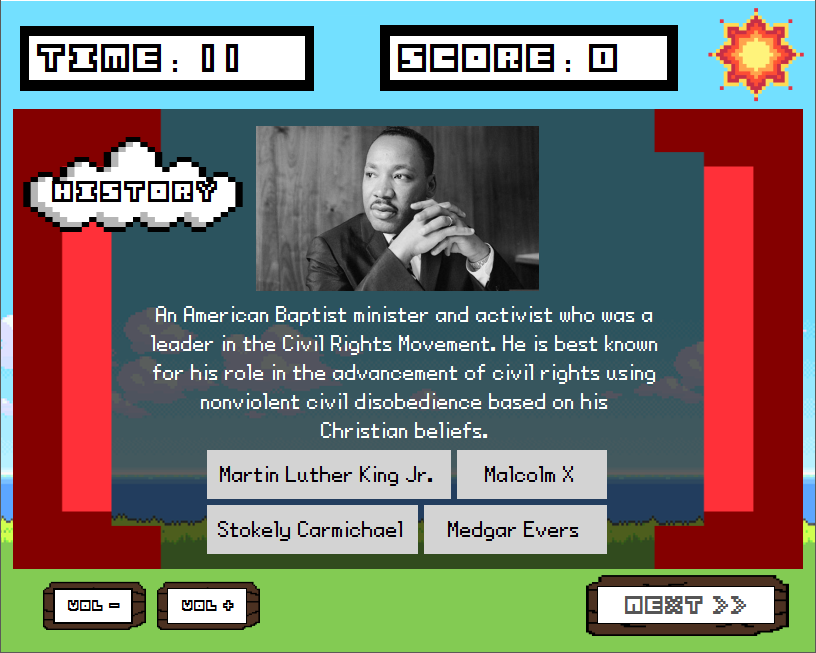 TIME: 11
SCORE: 0
HISTORY
An American Baptist minister and activist who was a
leader in the Civil Rights Movement. He is best known
for his role in the advancement of civil rights using
nonviolent civil disobedience based on his
Christian beliefs.
Martin Luther King Jr.
Malcolm X
Stokely Carmichael
Medgar Evers
VOL -
VOL +
NEXT >>